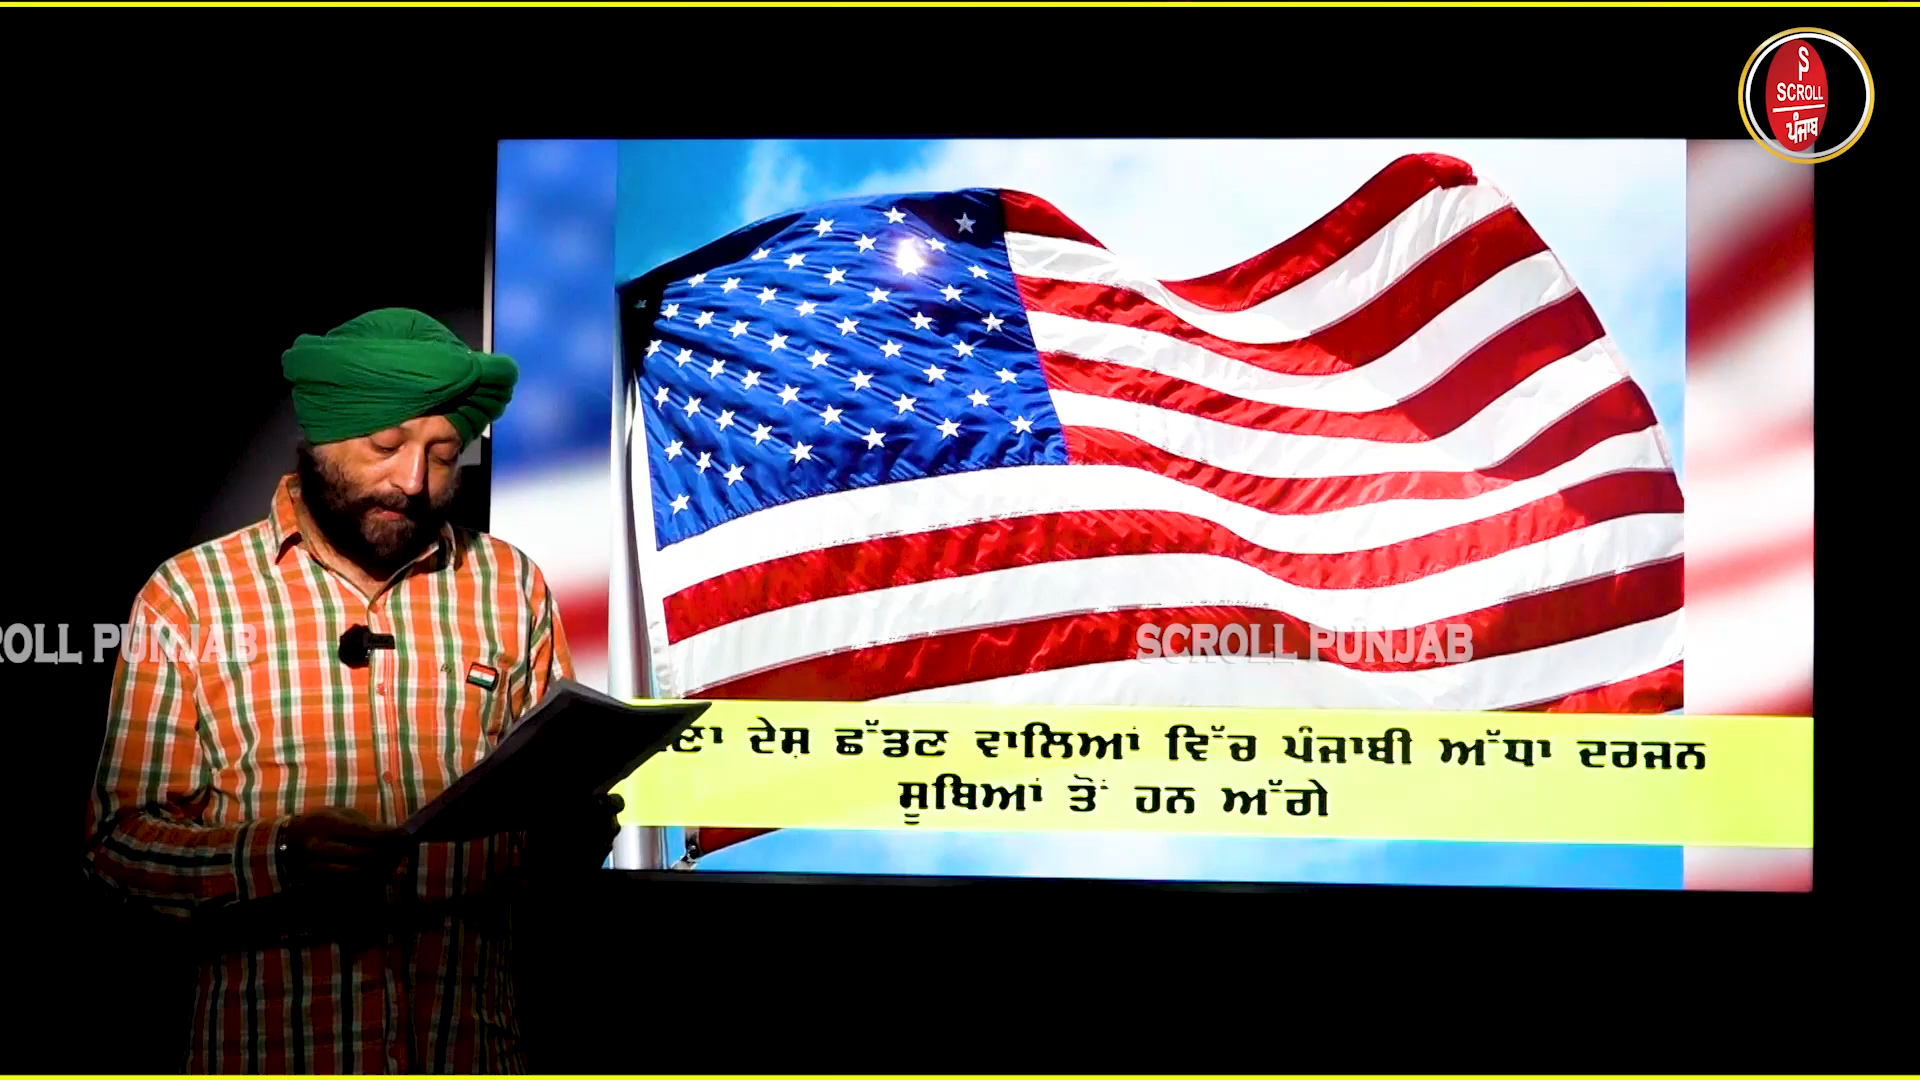 S
P
SCROLL
ਪੰਜਾਬ
ROLL PUNJAB
SCROLL PUNJAB
ਦੇਸ਼ ਛੱਡਣ ਵਾਲਿਆਂ ਵਿੱਚ ਪੰਜਾਬੀ ਅੱਧਾ ਦਰਜਨ
ਸੂਬਿਆਂ ਤੋਂ ਹਨ ਅੱਗੇ